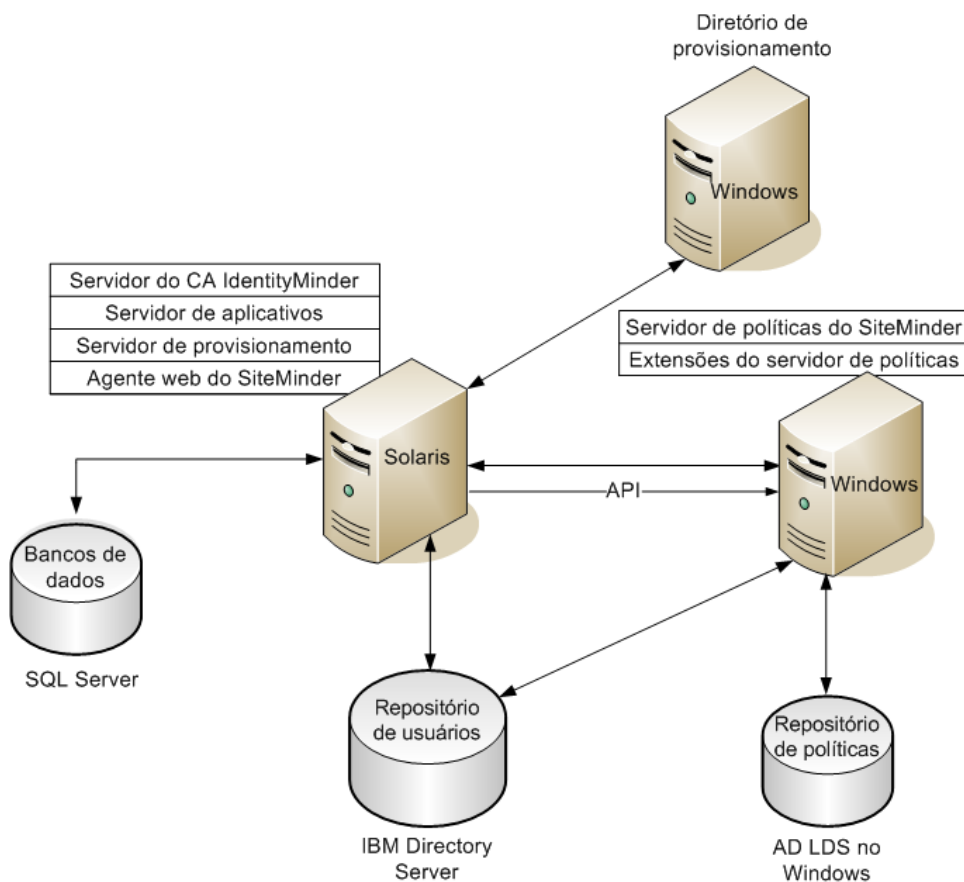 Diretório de
provisionamento
Windows
Servidor do CA IdentityMinder
Servidor de aplicativos
Servidor de provisionamento
Agente web do SiteMinder
Servidor de políticas do SiteMinder
Extensões do servidor de políticas
Solaris
API
Windows
Bancos de
dados
SQL Server
Repositório
de usuários
IBM Directory
Server
Repositório
de políticas
AD LDS no
Windows